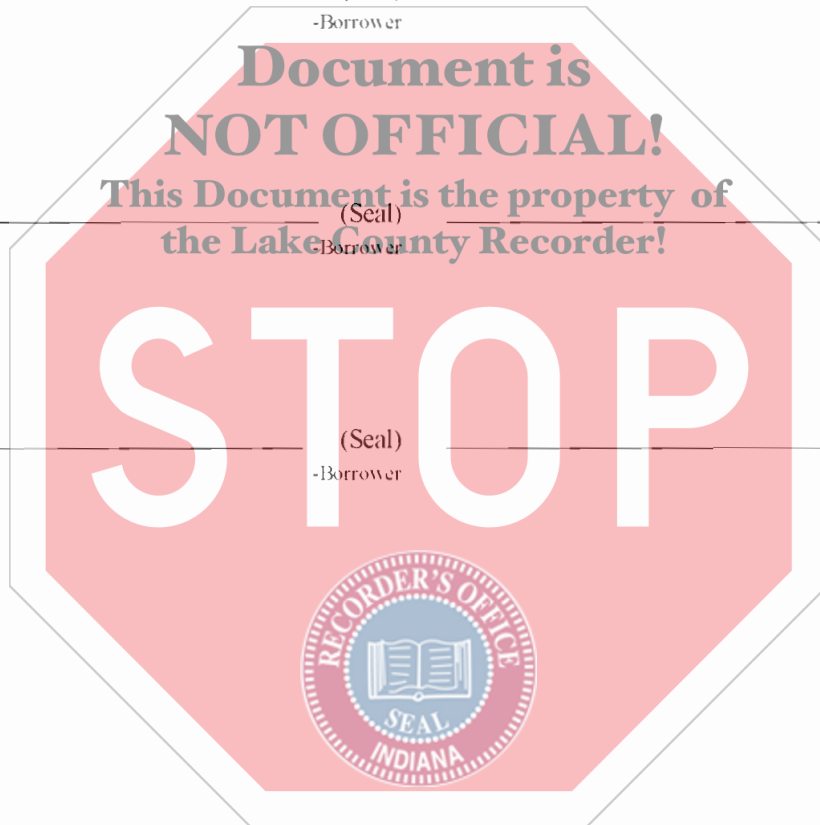 -Borrower
Document is
NOT OFFICIAL!
This Document is the property of
(Seal)
the Lake County Recorder!
-Borrower
STOP
(Seal)
-Borrower
RECORDER'S OFFICE
SEAL
INDIANA